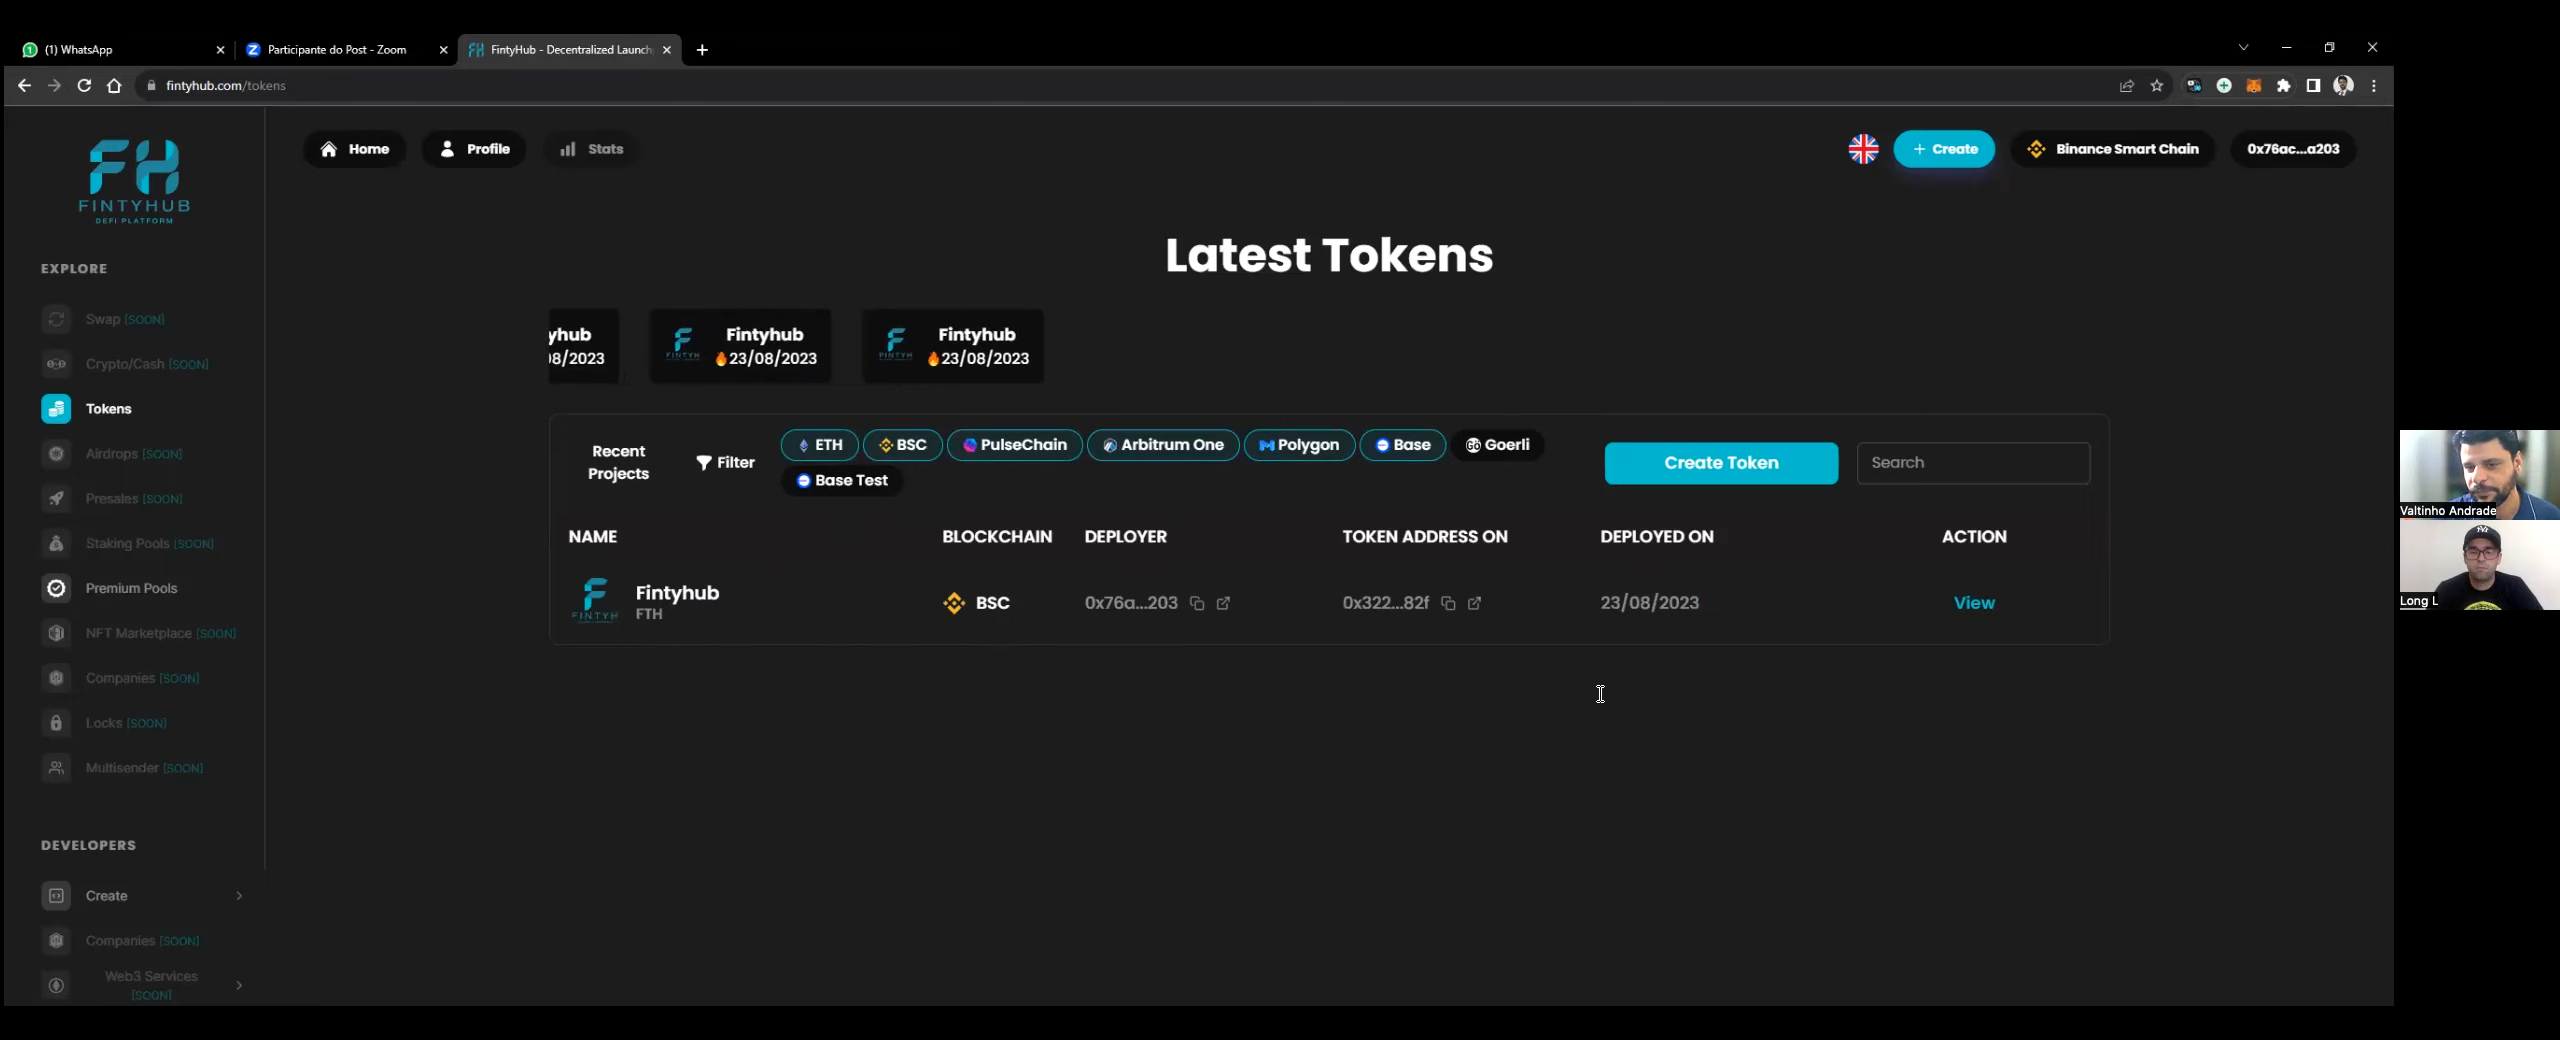 (1) WhatsApp
Participante do Post - Zoom
FintyHub - Decentralized Launch
fintyhub.com/tokens
FINTYHUB
DEFI PLATFORM
Home
Profile
Stats
+ Create
Binance Smart Chain
0x76ac...a203
EXPLORE
Swap [SOON]
Crypto/Cash [SOON]
Tokens
Airdrops [SOON]
Presales [SOON]
Staking Pools [SOON]
Premium Pools
NFT Marketplace [SOON]
Companies [SOON]
Locks [SOON]
Multisender [SOON]
DEVELOPERS
Create
Companies [SOON]
Web3 Services
[SOON]
Latest Tokens
yhub
08/2023
FINTYH
Fintyhub
23/08/2023
FINTYH
Fintyhub
23/08/2023
Recent
Projects
Filter
ETH
BSC
PulseChain
Arbitrum One
Polygon
Base
Goerli
Base Test
Create Token
Search
NAME
BLOCKCHAIN
DEPLOYER
TOKEN ADDRESS ON
DEPLOYED ON
ACTION
FINTYH
Fintyhub
FTH
BSC
0x76a...203
0x322...82f
23/08/2023
View
Valtinho Andrade
Long L